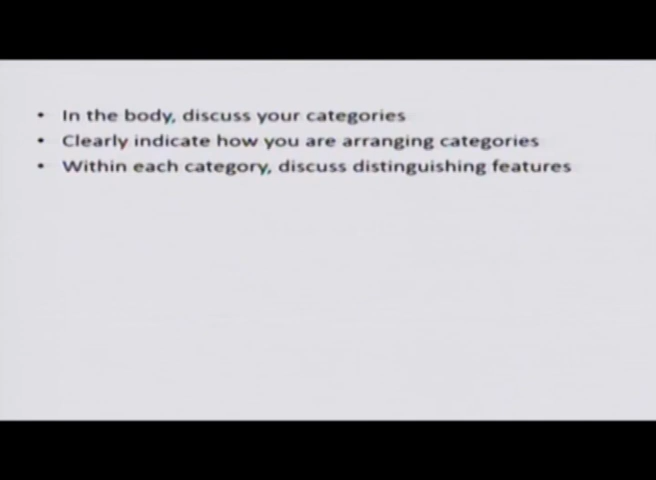 • In the body, discuss your categories
• Clearly indicate how you are arranging categories
• Within each category, discuss distinguishing features